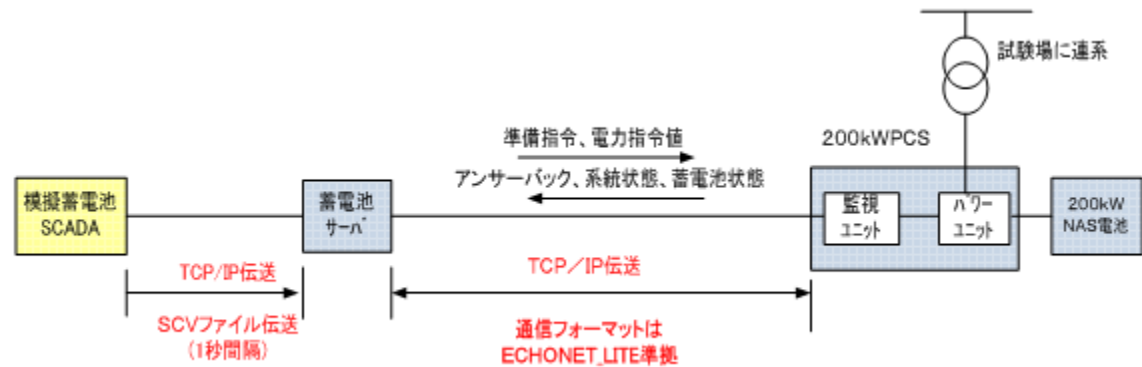 試験場に連系
準備指令、電力指令値
200kWPCS
アンサーバック、系統状態、蓄電池状態
模擬蓄電池
SCADA
蓄電池
サーバ
監視
ユニット
パワー
ユニット
200kW
NAS電池
TCP/IP伝送
TCP／IP伝送
SCVファイル伝送
(1秒間隔)
通信フォーマットは
ECHONET_LITE準拠